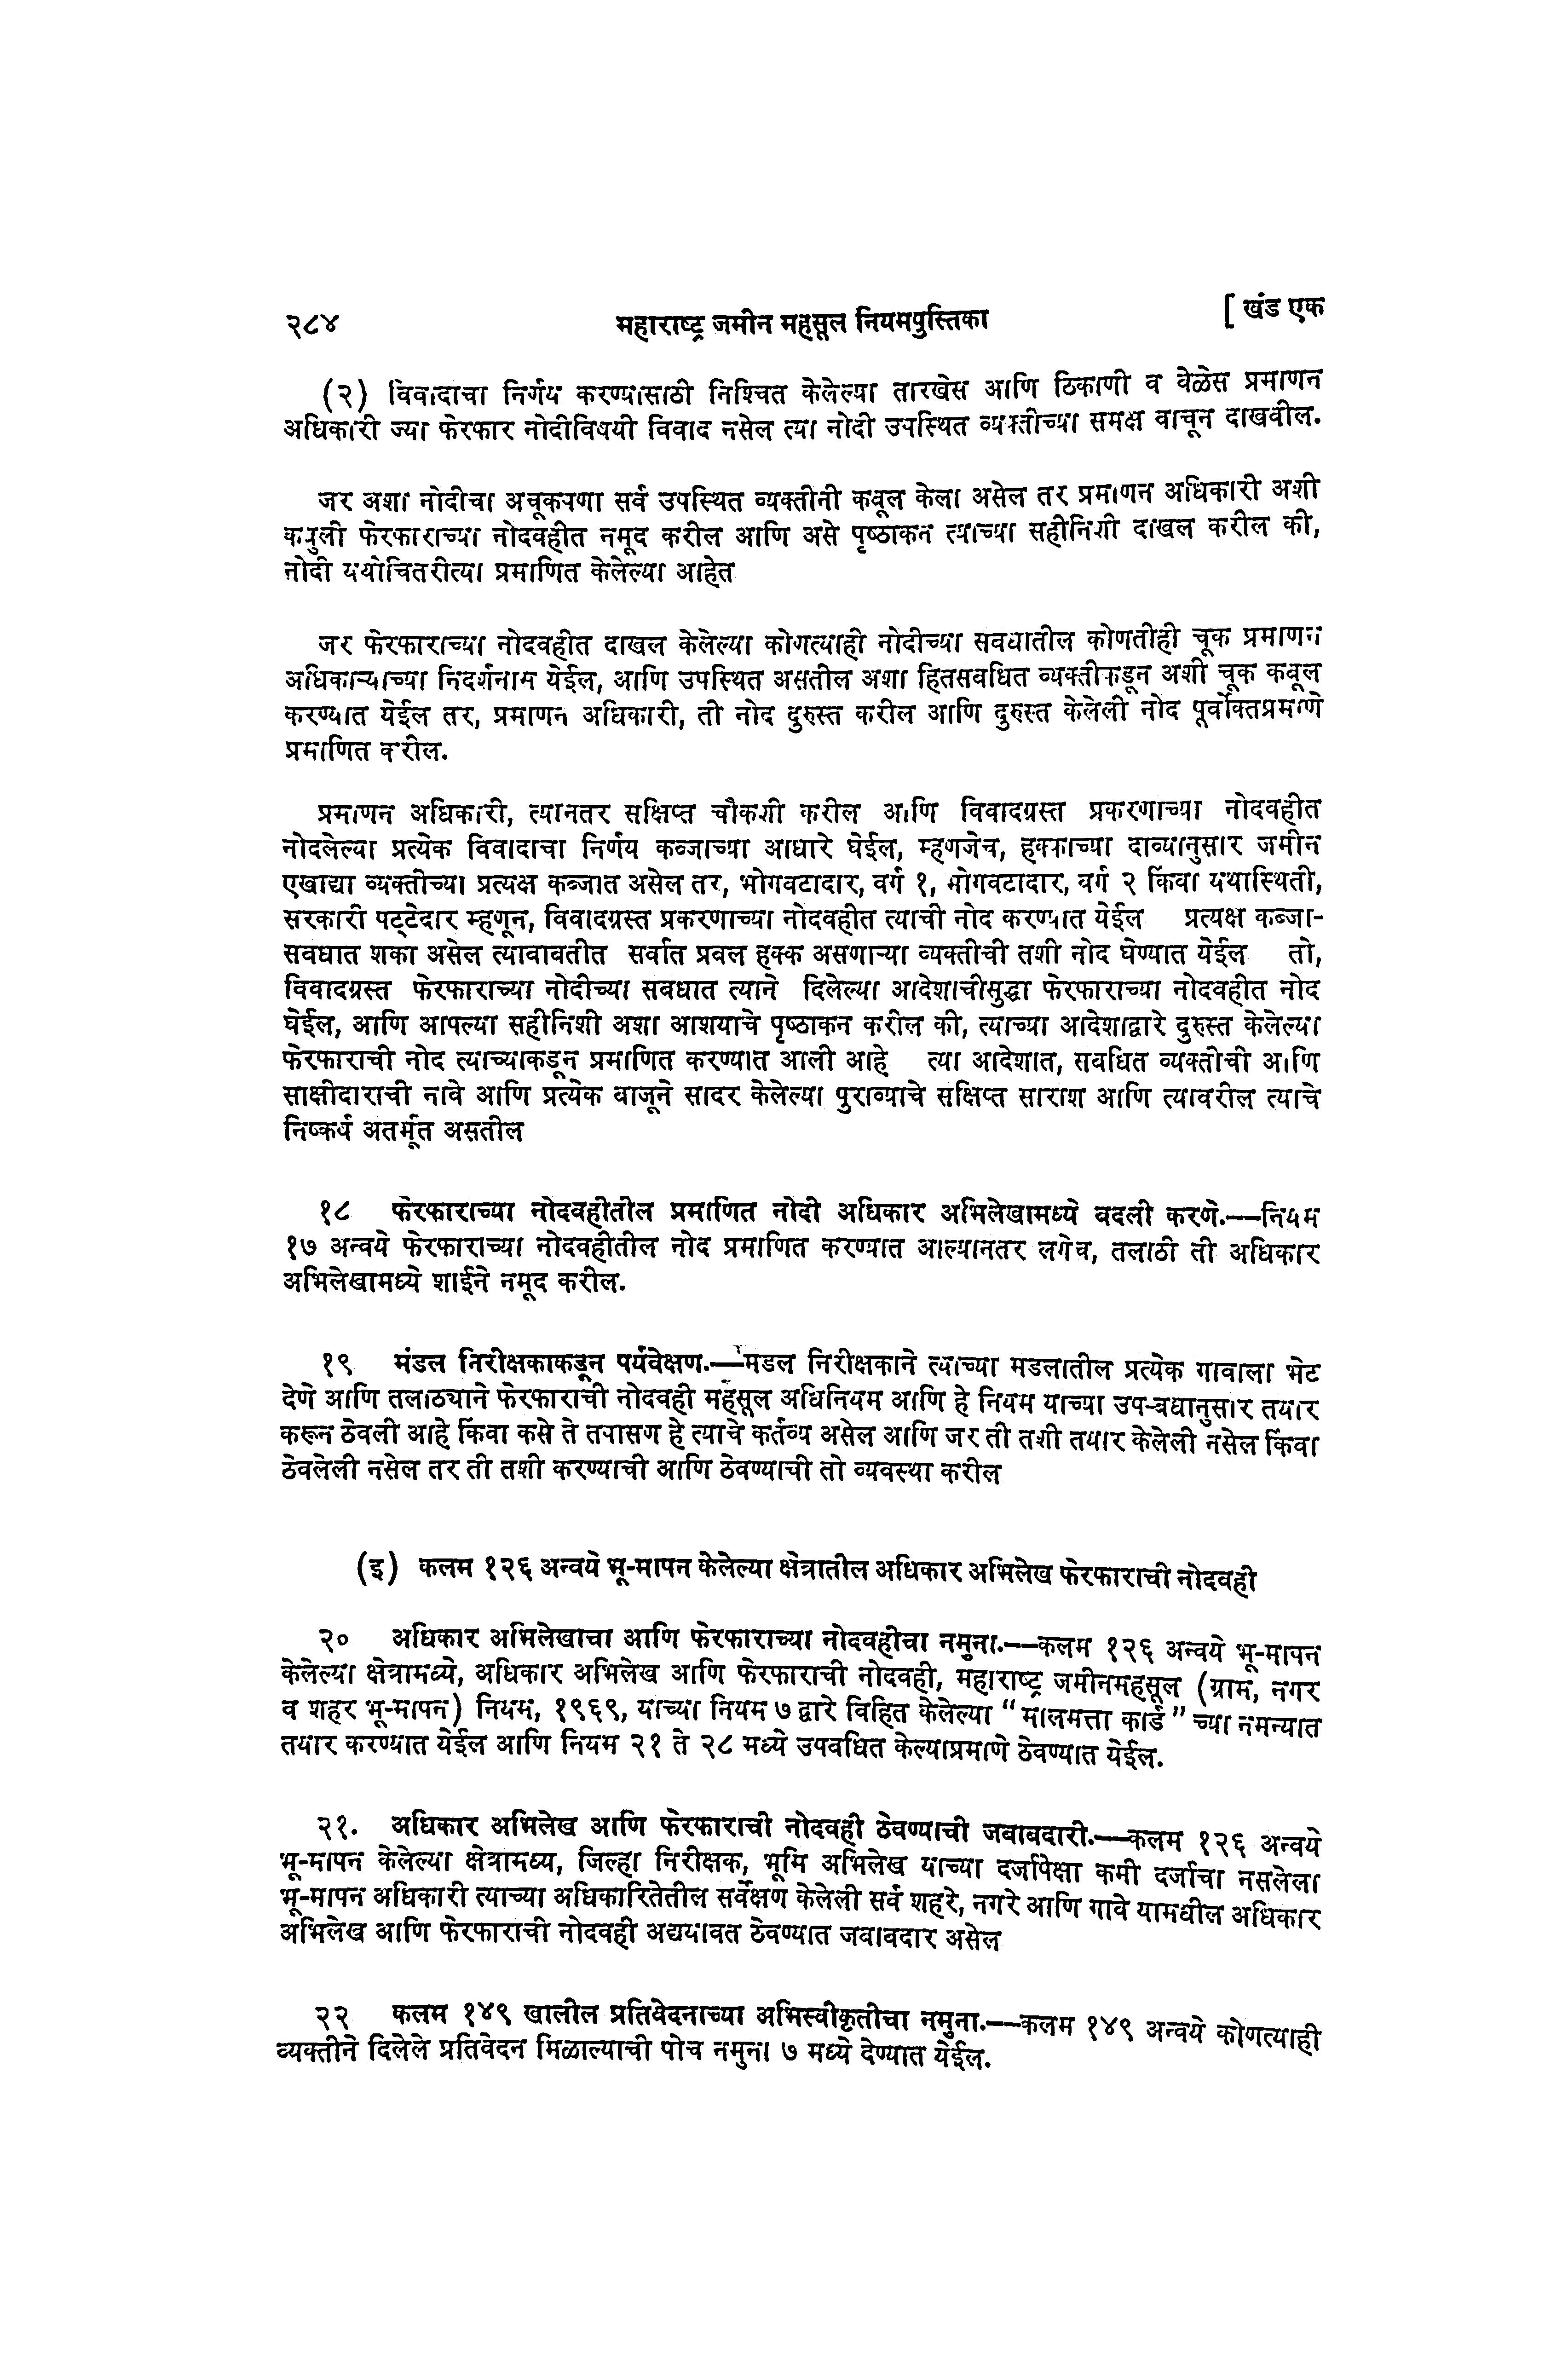 २८४ महाराष्ट्र जमीन महसूल नियमपुस्तिका [ खंड एक
(२) विवादाचा निर्णय करण्यासाठी निश्चित केलेल्या तारखेस आणि ठिकाणी व वेळेस प्रमाणन
अधिकारी ज्या फेरफार नोदीविषयी विवाद नसेल त्या नोदी उपस्थित व्यक्तीच्या समक्ष वाचून दाखवील.
जर अशा नोदीचा अचूकपणा सर्व उपस्थित व्यक्तीनी कबूल केला असेल तर प्रमाणन अधिकारी अशी
कबुली फेरफाराच्या नोदवहीत नमूद करील आणि असे पृष्ठाकन त्याच्या सहीनिशी दाखल करील की,
नोदी यथोचितरीत्या प्रमाणित केलेल्या आहेत
जर फेरफाराच्या नोदवहीत दाखल केलेल्या कोणत्याही नोदीच्या सबधातील कोणतीही चूक प्रमाणन
अधिकाऱ्याच्या निदर्शनास येईल, आणि उपस्थित असतील अशा हितसबधित व्यक्तीकडून अशी चूक कबूल
करण्यात येईल तर, प्रमाणन अधिकारी, ती नोद दुरुस्त करील आणि दुरुस्त केलेली नोद पूर्वोक्तप्रमाणे
प्रमाणित करील.
प्रमाणन अधिकारी, त्यानतर सक्षिप्त चौकशी करील आणि विवादग्रस्त प्रकरणाच्या नोदवहीत
नोदलेल्या प्रत्येक विवादाचा निर्णय कब्जाच्या आधारे घेईल, म्हणजेच, हक्काच्या दाव्यानुसार जमीन
एखाद्या व्यक्तीच्या प्रत्यक्ष कब्जात असेल तर, भोगवटादार, वर्ग १, भोगवटादार, वर्ग २ किंवा यथास्थिती,
सरकारी पट्टेदार म्हणून, विवादग्रस्त प्रकरणाच्या नोदवहीत त्याची नोद करण्यात येईल प्रत्यक्ष कब्जा-
सबधात शका असेल त्याबाबतीत सर्वात प्रबल हक्क असणाऱ्या व्यक्तीची तशी नोद घेण्यात येईल तो,
विवादग्रस्त फेरफाराच्या नोदीच्या सबधात त्याने दिलेल्या आदेशाचीसुद्धा फेरफाराच्या नोदवहीत नोद
घेईल, आणि आपल्या सहीनिशी अशा आशयाचे पृष्ठाकन करील की, त्याच्या आदेशाद्वारे दुरुस्त केलेल्या
फेरफाराची नोद त्याच्याकडून प्रमाणित करण्यात आली आहे त्या आदेशात, सबधित व्यक्तीची आणि
साक्षीदाराची नावे आणि प्रत्येक बाजूने सादर केलेल्या पुराव्याचे सक्षिप्त साराश आणि त्यावरील त्याचे
निष्कर्ष अतर्भूत असतील
१८ फेरफाराच्या नोदवहीतील प्रमाणित नोदी अधिकार अभिलेखामध्ये बदली करणे.--नियम
१७ अन्वये फेरफाराच्या नोदवहीतील नोद प्रमाणित करण्यात आल्यानतर लगेच, तलाठी ती अधिकार
अभिलेखामध्ये शाईने नमूद करील.
१९ मंडल निरीक्षकाकडून पर्यवेक्षण.--मडल निरीक्षकाने त्याच्या मडलातील प्रत्येक गावाला भेट
देणे आणि तलाठ्याने फेरफाराची नोदवही महसूल अधिनियम आणि हे नियम याच्या उप-बधानुसार तयार
करून ठेवली आहे किंवा कसे ते तपासण हे त्याचे कर्तव्य असेल आणि जर ती तशी तयार केलेली नसेल किंवा
ठेवलेली नसेल तर ती तशी करण्याची आणि ठेवण्याची तो व्यवस्था करील
(इ) कलम १२६ अन्वये भू-मापन केलेल्या क्षेत्रातील अधिकार अभिलेख फेरफाराची नोदवही
२० अधिकार अभिलेखाचा आणि फेरफाराच्या नोदवहीचा नमुना.--कलम १२६ अन्वये भू-मापन
केलेल्या क्षेत्रामध्ये, अधिकार अभिलेख आणि फेरफाराची नोदवही, महाराष्ट्र जमीनमहसूल (ग्राम, नगर
व शहर भू-मापन) नियम, १९६९, याच्या नियम ७ द्वारे विहित केलेल्या “मालमत्ता कार्ड” च्या नमन्यात
तयार करण्यात येईल आणि नियम २१ ते २८ मध्ये उपबधित केल्याप्रमाणे ठेवण्यात येईल.
२१. अधिकार अभिलेख आणि फेरफाराची नोदवही ठेवण्याची जबाबदारी.--कलम १२६ अन्वये
भू-मापन केलेल्या क्षेत्रामध्य, जिल्हा निरीक्षक, भूमि अभिलेख याच्या दर्जापेक्षा कमी दर्जाचा नसलेला
भू-मापन अधिकारी त्याच्या अधिकारितेतील सर्वेक्षण केलेली सर्व शहरे, नगरे आणि गावे यामधील अधिकार
अभिलेख आणि फेरफाराची नोदवही अद्ययावत ठेवण्यात जबाबदार असेल
२२ कलम १४९ खालील प्रतिवेदनाच्या अभिस्वीकृतीचा नमुना.--कलम १४९ अन्वये कोणत्याही
व्यक्तीने दिलेले प्रतिवेदन मिळाल्याची पोच नमुना ७ मध्ये देण्यात येईल.